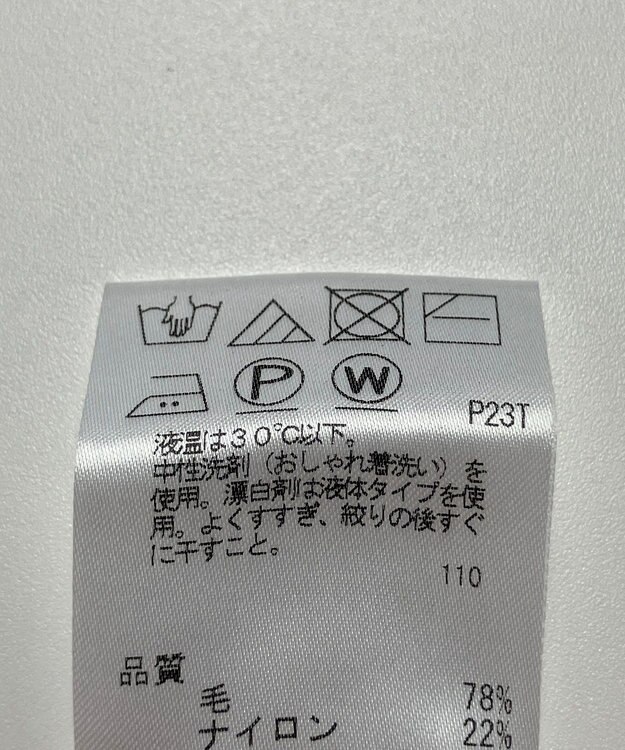 P W P23T
液温は30℃以下。
中性洗剤（おしゃれ着洗い）を
使用。漂白剤は液体タイプを使
用。よくすすぎ、絞りの後すぐ
に干すこと。
110
品質
毛 78%
ナイロン 22%